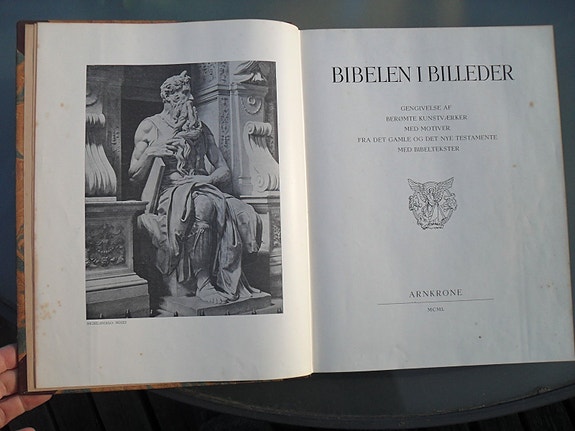 MICHELANGELO: MOSES
BIBELEN I BILLEDER
GENGIVELSE AF
BERØMTE KUNSTVÆRKER
MED MOTIVER
FRA DET GAMLE OG DET NYE TESTAMENTE
MED BIBELTEKSTER
ARNKRONE
MCML